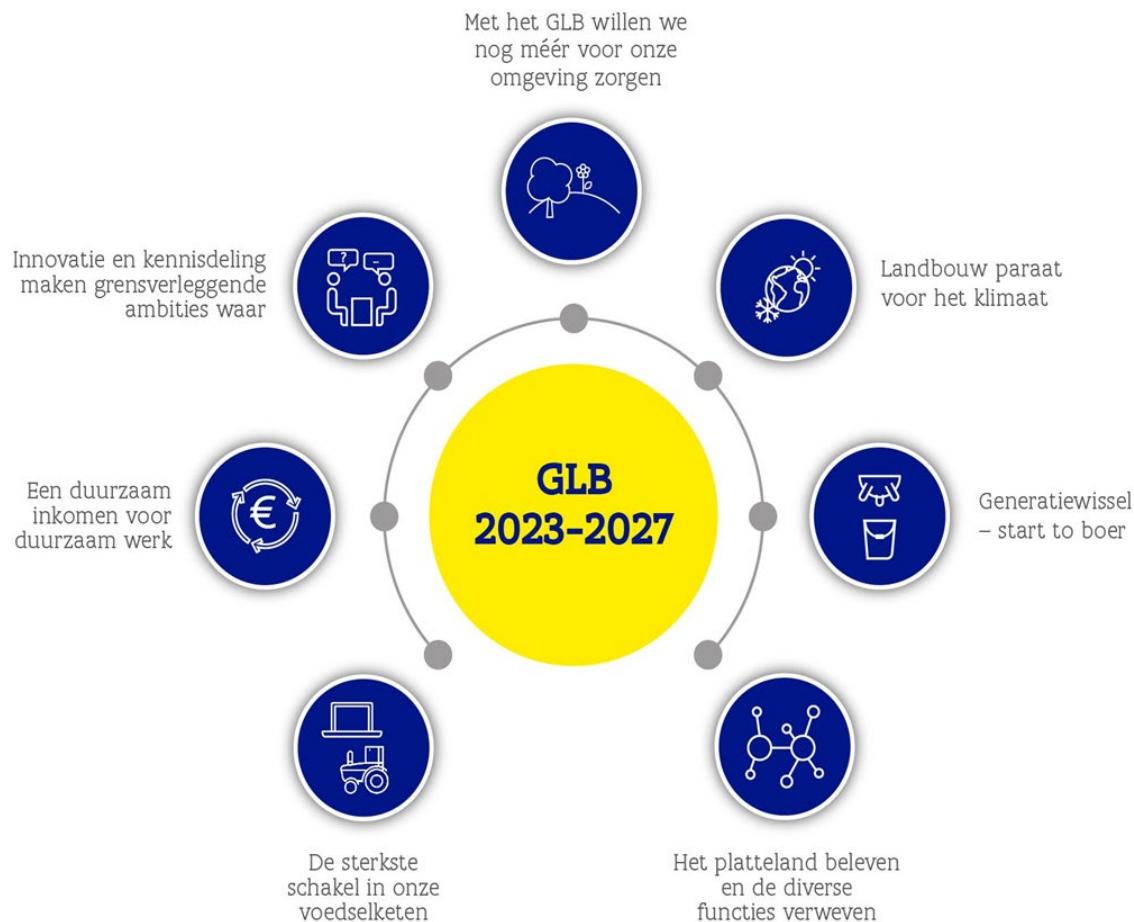 Met het GLB willen we
nog méér voor onze
omgeving zorgen
Innovatie en kennisdeling
maken grensverleggende
ambities waar
Landbouw paraat
voor het klimaat
GLB
2023-2027
Een duurzaam
inkomen voor
duurzaam werk
€
Generatiewissel
– start to boer
De sterkste
schakel in onze
voedselketen
Het platteland beleven
en de diverse
functies verweven